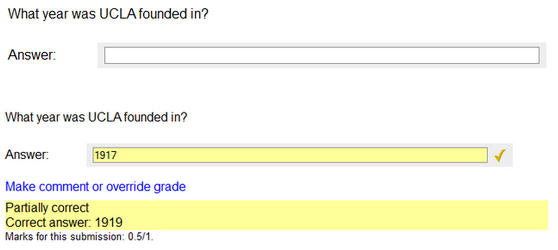 What year was UCLA founded in?
Answer:
What year was UCLA founded in?
Answer: 1917
Make comment or override grade
Partially correct
Correct answer: 1919
Marks for this submission: 0.5/1.